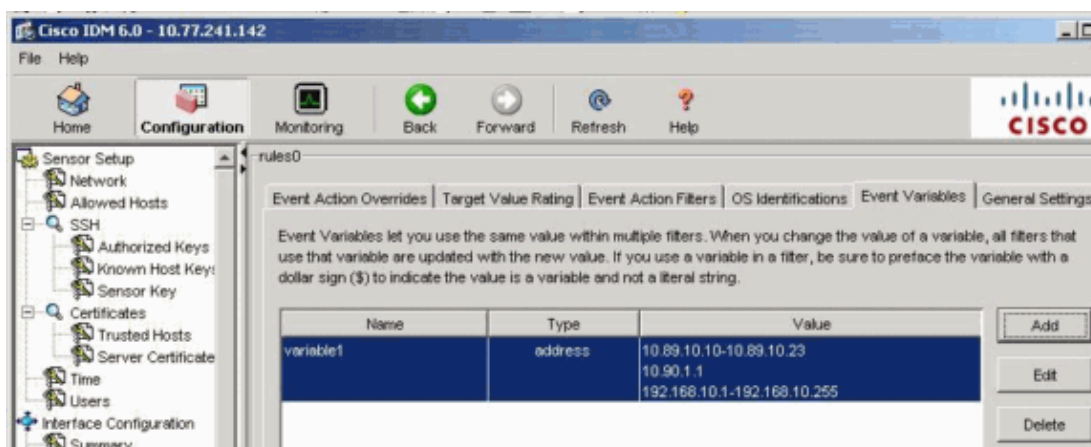 Cisco IDM 6.0 - 10.77.241.142
File Help
Home Configuration Monitoring Back Forward Refresh Help
CISCO
Sensor Setup
Network
Allowed Hosts
SSH
Authorized Keys
Known Host Key
Sensor Key
Certificates
Trusted Hosts
Server Certificate
Time
Users
Interface Configuration
Summary
rules0
Event Action Overrides Target Value Rating Event Action Filters OS Identifications Event Variables General Settings
Event Variables let you use the same value within multiple filters. When you change the value of a variable, all filters that
use that variable are updated with the new value. If you use a variable in a filter, be sure to preface the variable with a
dollar sign ($) to indicate the value is a variable and not a literal string.
Name Type Value
variable1 address 10.89.10.10-10.89.10.23
10.90.1.1
192.168.10.1-192.168.10.255
Add
Edit
Delete